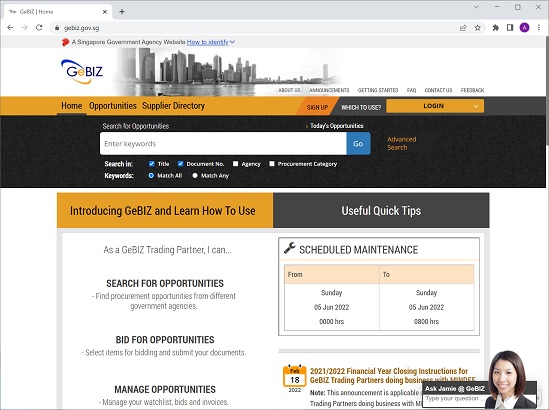 GeBIZ | Home
gebiz.gov.sg
A
A Singapore Government Agency Website How to identify
GeBIZ
ABOUT US ANNOUNCEMENTS GETTING STARTED FAQ CONTACT US FEEDBACK
Home Opportunities Supplier Directory SIGN UP WHICH TO USE? LOGIN
Search for Opportunities › Today's Opportunities
Enter keywords Go Advanced
Search
Search in: Title Document No. Agency Procurement Category
Keywords: Match All Match Any
Introducing GeBIZ and Learn How To Use
Useful Quick Tips
As a GeBIZ Trading Partner, I can...
SEARCH FOR OPPORTUNITIES
- Find procurement opportunities from different
government agencies.
BID FOR OPPORTUNITIES
- Select items for bidding and submit your documents.
MANAGE OPPORTUNITIES
- Manage your watchlist, bids and invoices.
SCHEDULED MAINTENANCE
From To
Sunday Sunday
05 Jun 2022 05 Jun 2022
0000 hrs 0800 hrs
Feb
18
2022
2021/2022 Financial Year Closing Instructions for
GeBIZ Trading Partners doing business with MINDEF
Note: This announcement is applicable
Trading Partners doing business with
Ask Jamie @ GeBIZ
Type your question